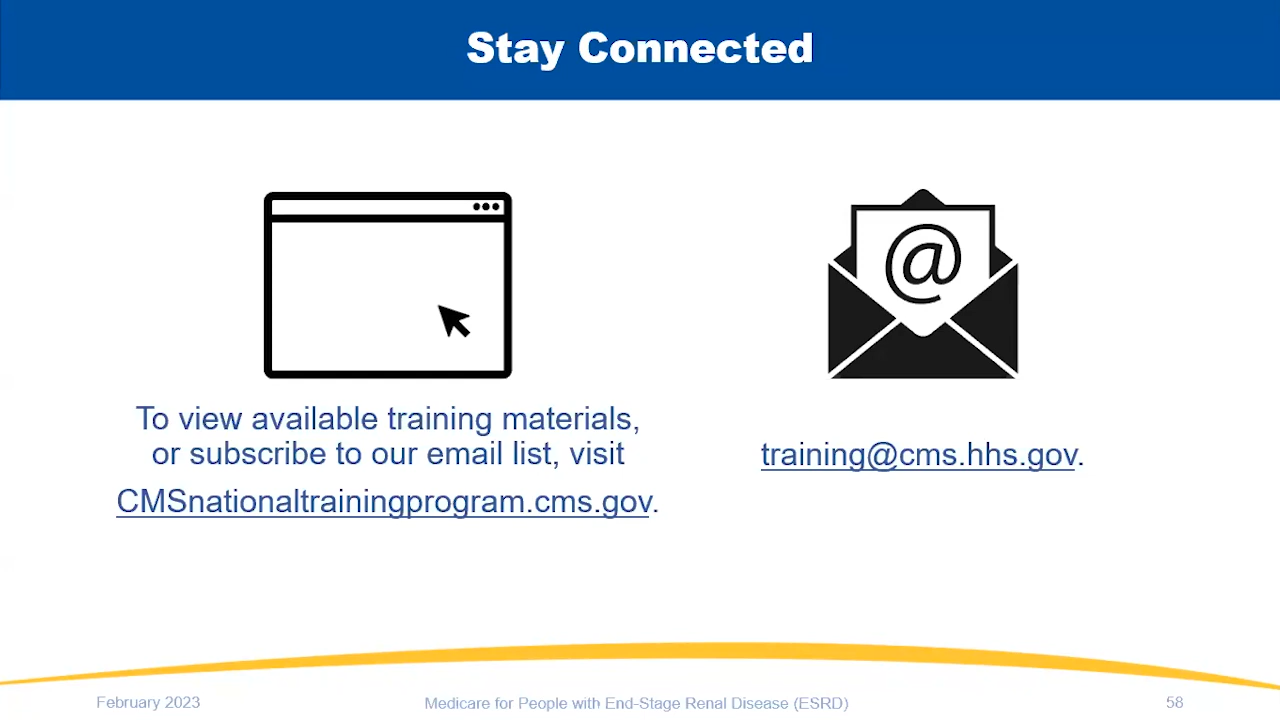 Stay Connected
@
To view available training materials,
or subscribe to our email list, visit
CMSnationaltrainingprogram.cms.gov.
training@cms.hhs.gov.
February 2023
Medicare for People with End-Stage Renal Disease (ESRD)
58